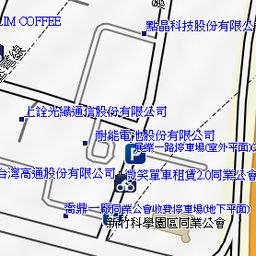 LIM COFFEE
點晶科技股份有限公
上詮光纖通信股份有限公司
耐能電池股份有限公司
展業一路停車場(室外平面)(
台灣高通股份有限公司
微笑單車租賃2.0同業公會
濡鼎一廠同業公會收費停車場(地下平面)
新竹科學園區同業公會